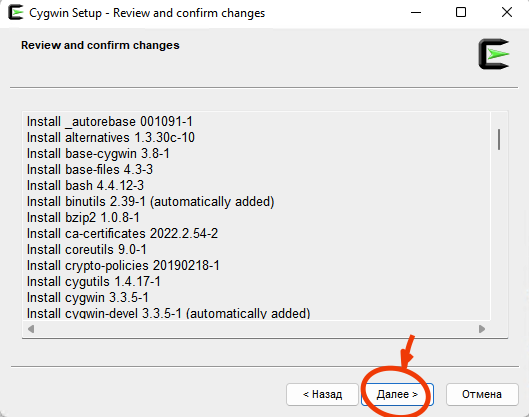 Cygwin Setup - Review and confirm changes
Review and confirm changes
Install _autorebase 001091-1
Install alternatives 1.3.30c-10
Install base-cygwin 3.8-1
Install base-files 4.3-3
Install bash 4.4.12-3
Install binutils 2.39-1 (automatically added)
Install bzip2 1.0.8-1
Install ca-certificates 2022.2.54-2
Install coreutils 9.0-1
Install crypto-policies 20190218-1
Install cygutils 1.4.17-1
Install cygwin 3.3.5-1
Install cygwin-devel 3.3.5-1 (automatically added)
< Назад Далее > Отмена